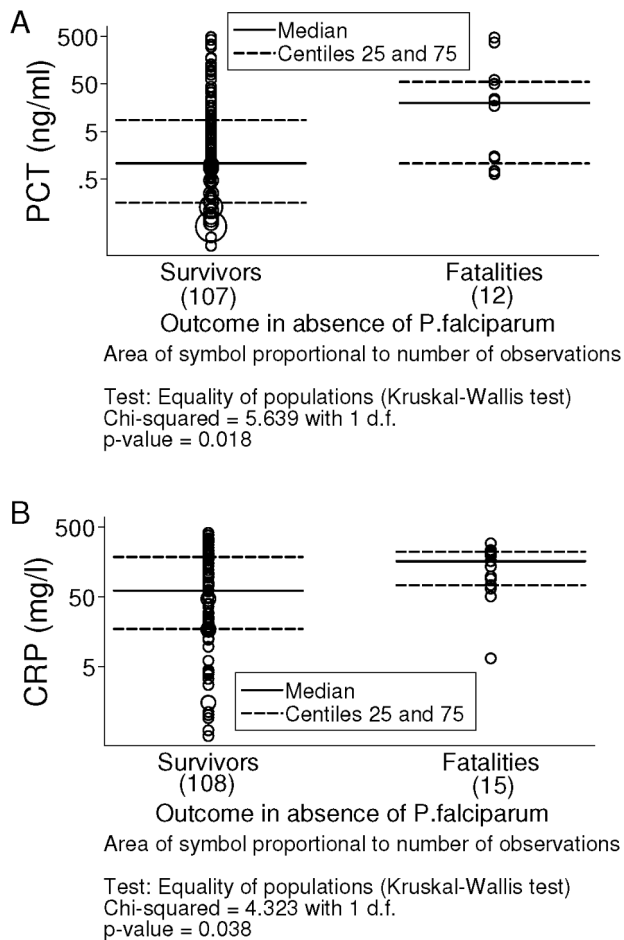 A
500
50
5
.5
PCT (ng/ml)
Median
Centiles 25 and 75
Survivors
(107)
Fatalities
(12)
Outcome in absence of P.falciparum
Area of symbol proportional to number of observations
Test: Equality of populations (Kruskal-Wallis test)
Chi-squared = 5.639 with 1 d.f.
p-value = 0.018
B
500
50
5
CRP (mg/l)
Median
Centiles 25 and 75
Survivors
(108)
Fatalities
(15)
Outcome in absence of P.falciparum
Area of symbol proportional to number of observations
Test: Equality of populations (Kruskal-Wallis test)
Chi-squared = 4.323 with 1 d.f.
p-value = 0.038